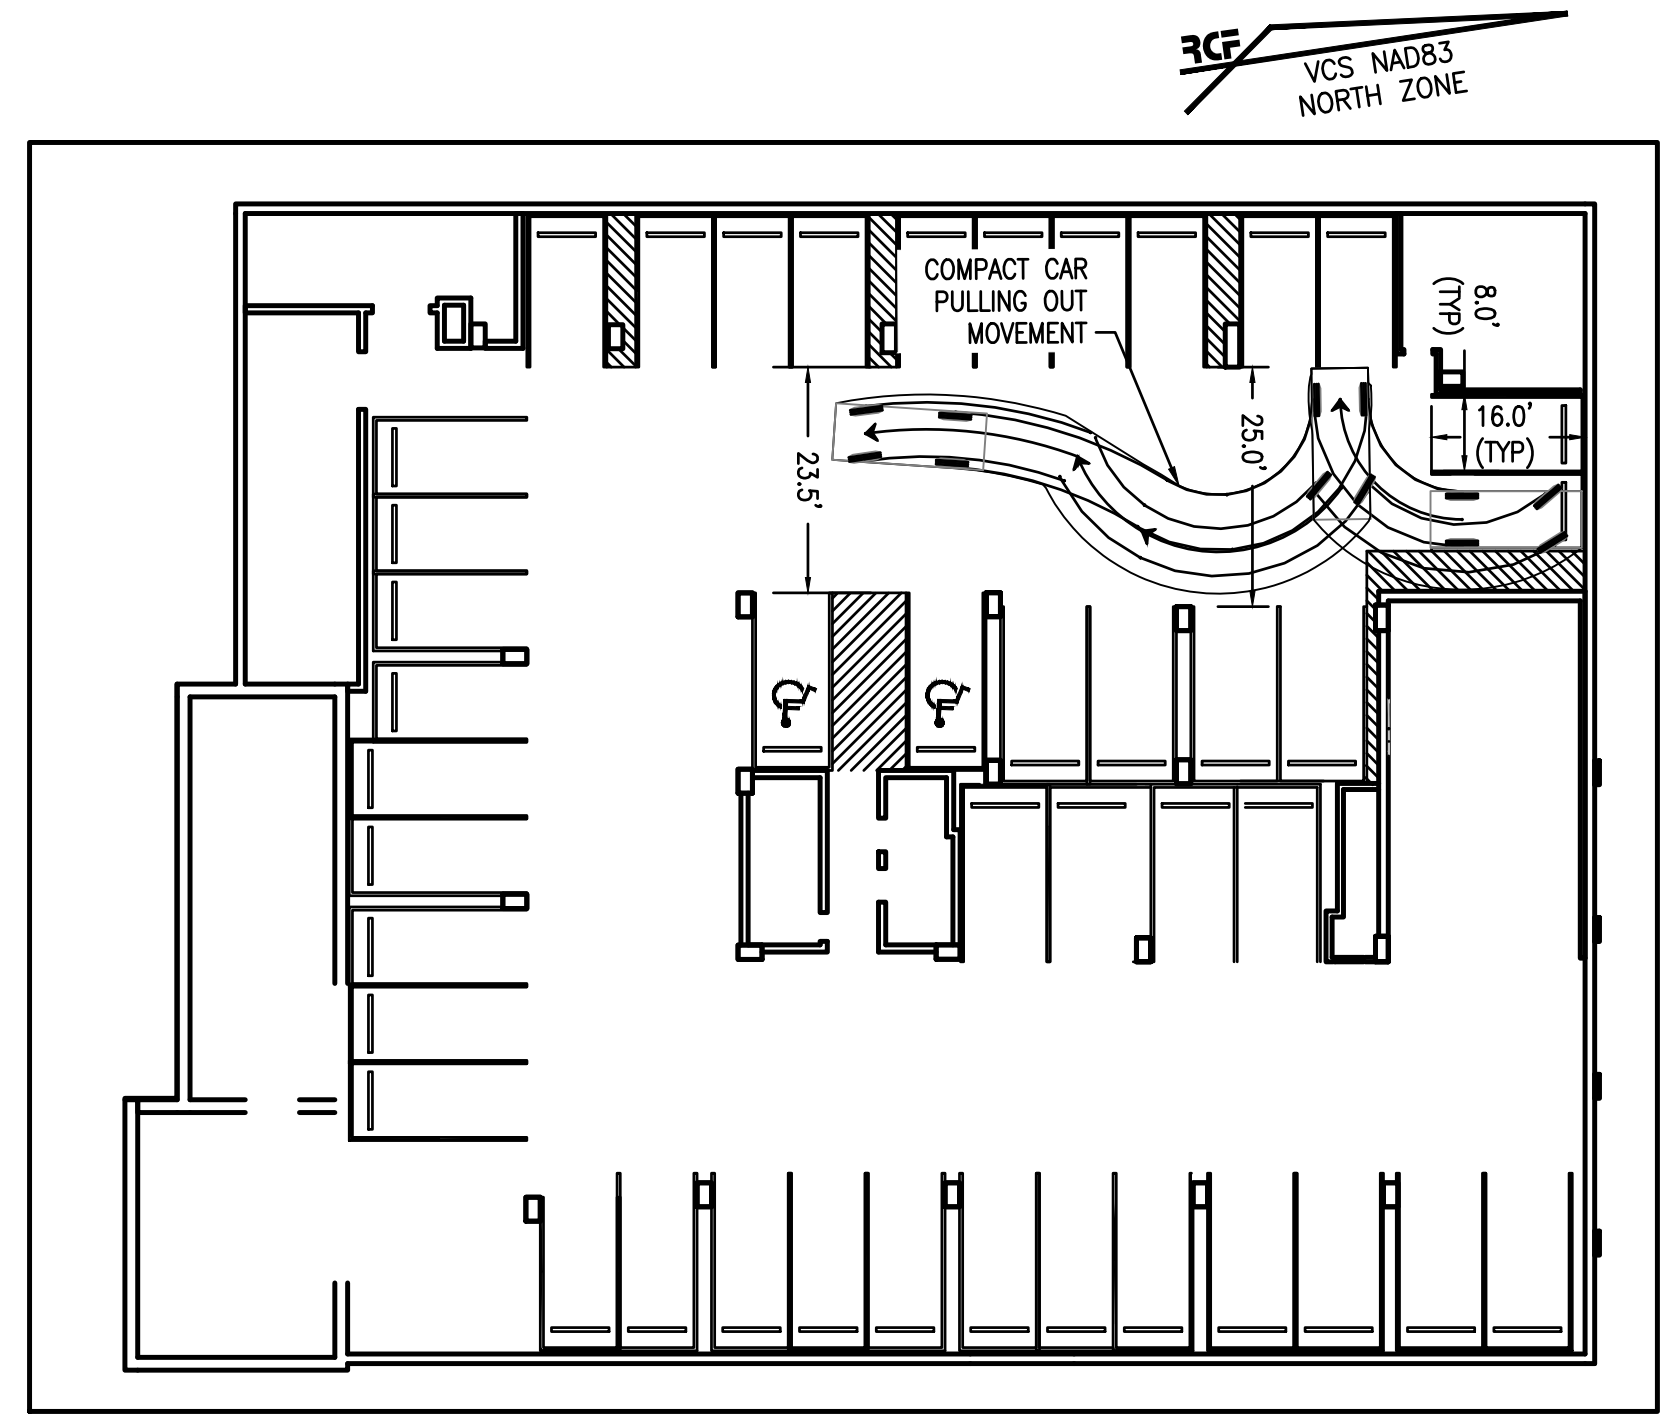 RCF
VCS NAD83
NORTH ZONE
COMPACT CAR
PULLING OUT
MOVEMENT
8.0'
(TYP)
16.0'
(TYP)
23.5'
25.0'